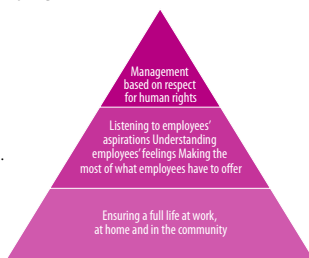 Management
based on respect
for human rights
Listening to employees'
aspirations Understanding
employees' feelings Making the
most of what employees have to offer
Ensuring a full life at work,
at home and in the community